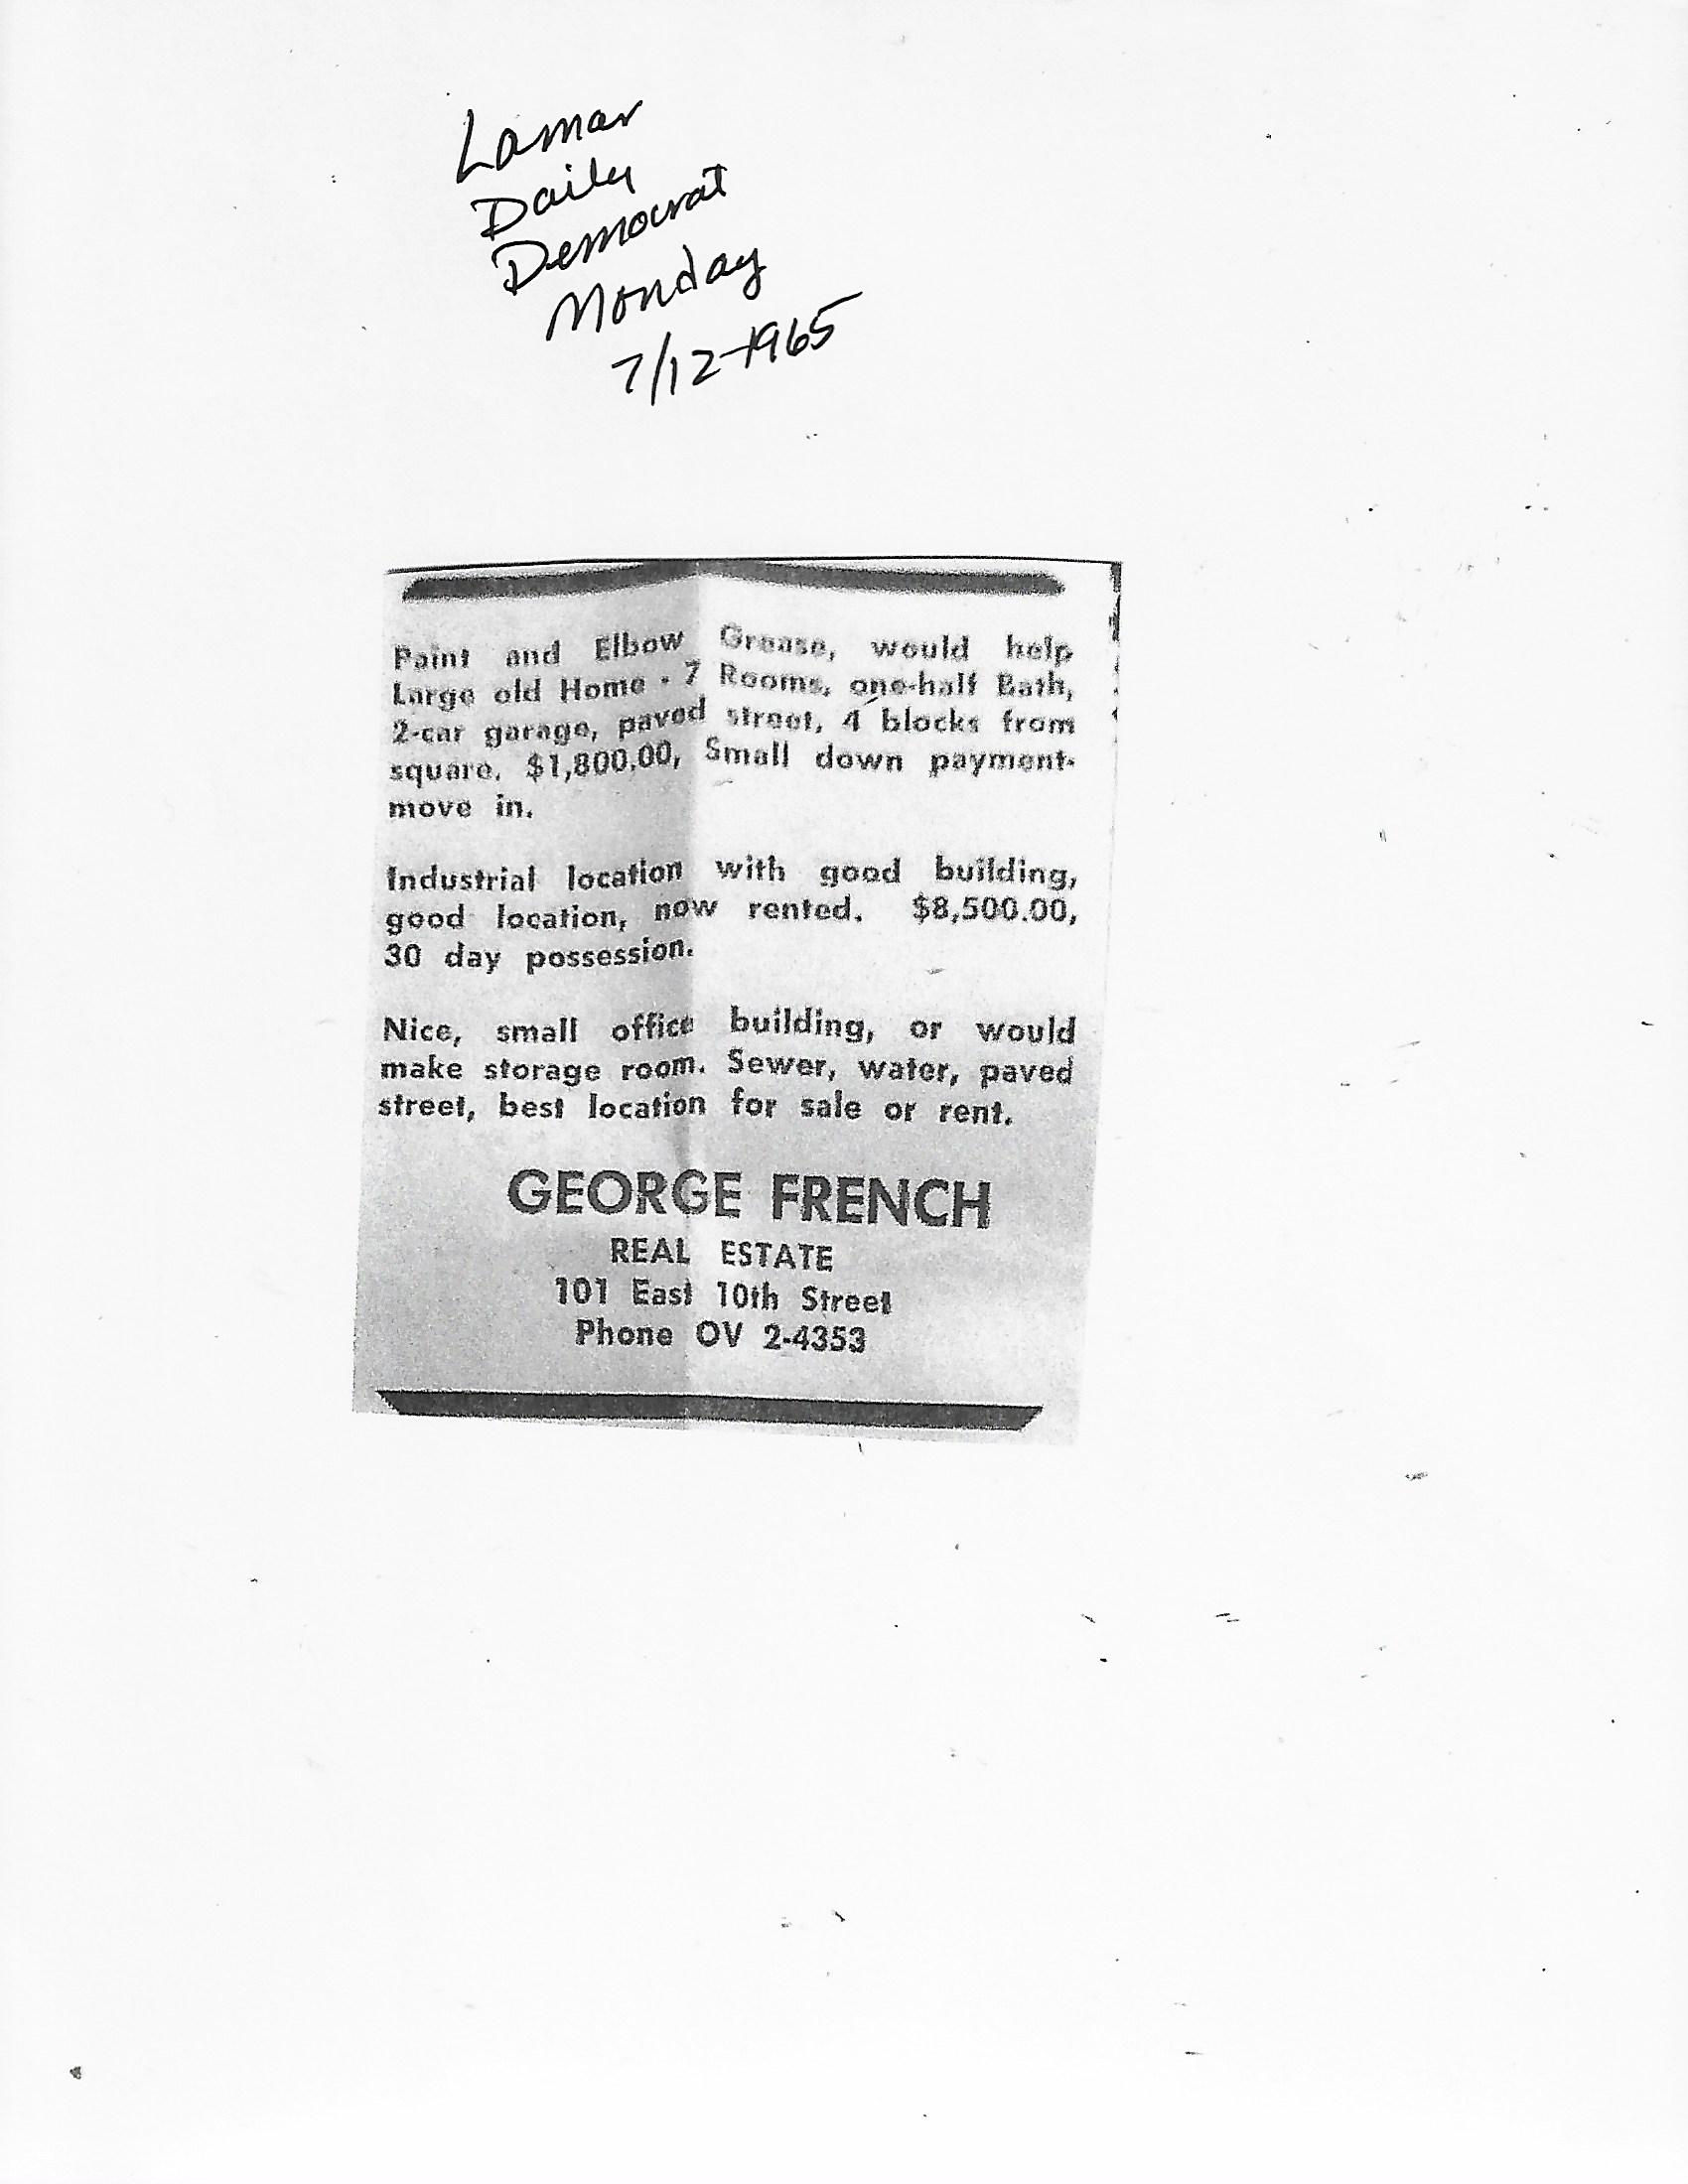 Lamar
Daily
Democrat
Monday
7/12-1965
Paint and Elbow Grease, would help
Large old Home - 7 Rooms, one-half Bath,
2-car garage, paved street, 4 blocks from
square. $1,800.00, Small down payment-
move in.
Industrial location with good building,
good location, now rented. $8,500.00,
30 day possession.
Nice, small office building, or would
make storage room. Sewer, water, paved
street, best location for sale or rent.
GEORGE FRENCH
REAL ESTATE
101 East 10th Street
Phone OV 2-4353